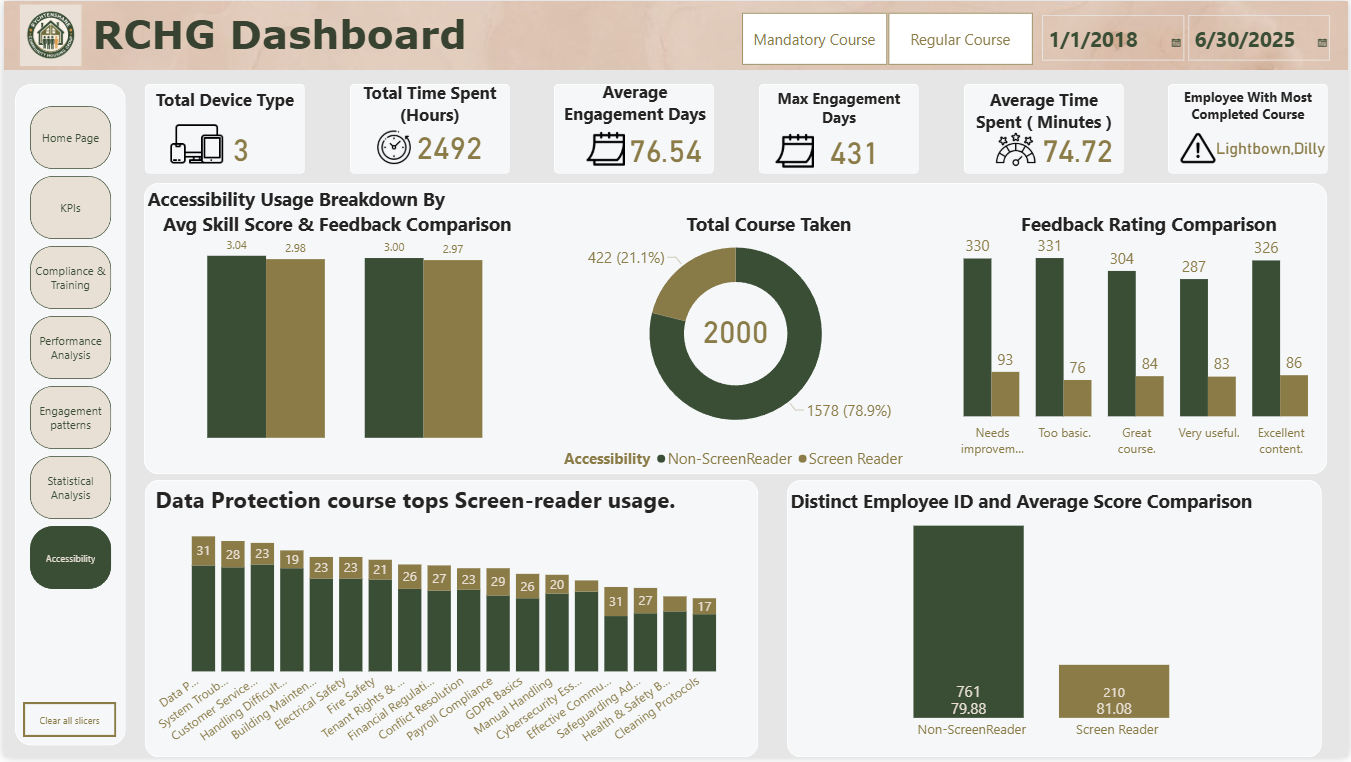 RCHG Dashboard
Mandatory Course
Regular Course
1/1/2018
6/30/2025
Home Page
KPIs
Compliance &
Training
Performance
Analysis
Engagement
patterns
Statistical
Analysis
Accessibility
Clear all slicers
Total Device Type
3
Total Time Spent
(Hours)
2492
Average
Engagement Days
76.54
Max Engagement
Days
431
Average Time
Spent ( Minutes )
74.72
Employee With Most
Completed Course
Lightbown,Dilly
Accessibility Usage Breakdown By
Avg Skill Score & Feedback Comparison
3.04
2.98
3.00
2.97
Total Course Taken
422 (21.1%)
2000
1578 (78.9%)
Accessibility Non-ScreenReader Screen Reader
Feedback Rating Comparison
330
93
331
76
304
84
287
83
326
86
Needs
improvem...
Too basic.
Great
course.
Very useful.
Excellent
content.
Data Protection course tops Screen-reader usage.
31
28
23
19
23
23
21
26
27
23
29
26
20
31
27
17
Data P...
System Troub...
Customer Service...
Handling Difficult...
Building Mainten...
Electrical Safety
Fire Safety
Tenant Rights & ...
Financial Regulati...
Conflict Resolution
Payroll Compliance
GDPR Basics
Manual Handling
Cybersecurity Ess...
Effective Commu...
Safeguarding Ad...
Health & Safety B...
Cleaning Protocols
Distinct Employee ID and Average Score Comparison
761
79.88
210
81.08
Non-ScreenReader
Screen Reader